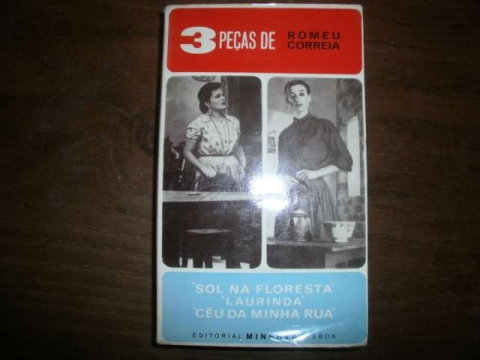 3 PEÇAS DE ROMEU
CORREIA
"SOL NA FLORESTA"
"LAURINDA"
"CÉU DA MINHA RUA"
EDITORIAL